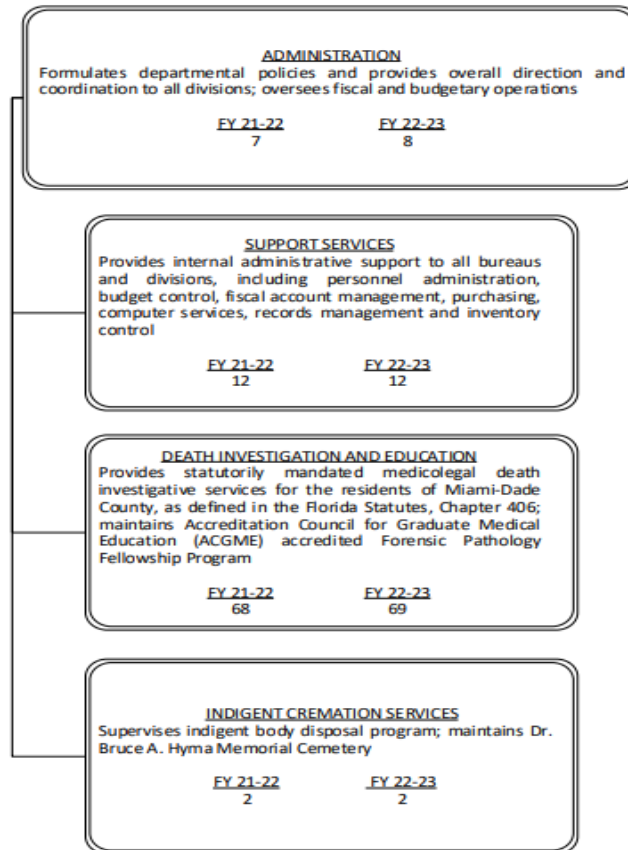 ADMINISTRATION
Formulates departmental policies and provides overall direction and
coordination to all divisions; oversees fiscal and budgetary operations
FY 21-22 FY 22-23
7 8
SUPPORT SERVICES
Provides internal administrative support to all bureaus
and divisions, including personnel administration,
budget control, fiscal account management, purchasing,
computer services, records management and inventory
control
FY 21-22 FY 22-23
12 12
DEATH INVESTIGATION AND EDUCATION
Provides statutorily mandated medicolegal death
investigative services for the residents of Miami-Dade
County, as defined in the Florida Statutes, Chapter 406;
maintains Accreditation Council for Graduate Medical
Education (ACGME) accredited Forensic Pathology
Fellowship Program
FY 21-22 FY 22-23
68 69
INDIGENT CREMATION SERVICES
Supervises indigent body disposal program; maintains Dr.
Bruce A. Hyma Memorial Cemetery
FY 21-22 FY 22-23
2 2